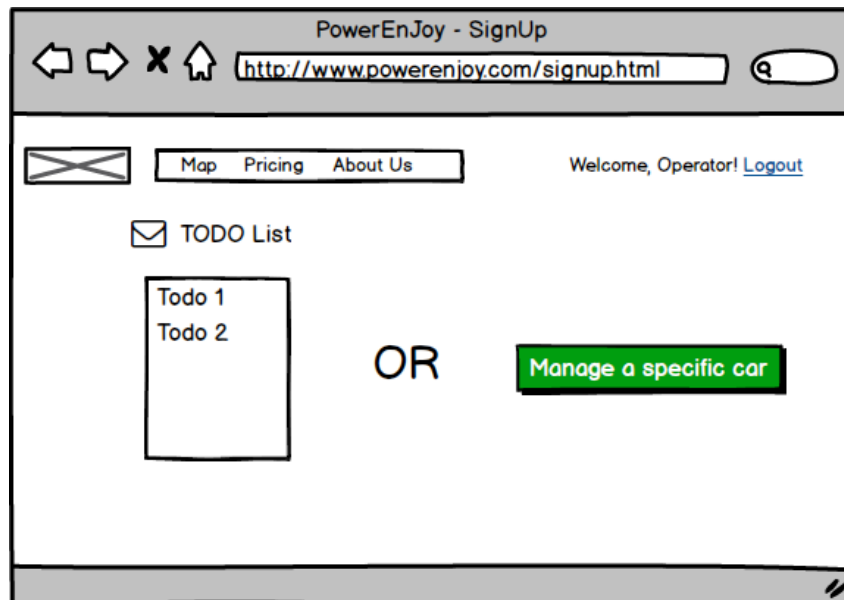 PowerEnJoy - SignUp
http://www.powerenjoy.com/signup.html
Map Pricing About Us
Welcome, Operator! Logout
TODO List
Todo 1
Todo 2
OR
Manage a specific car